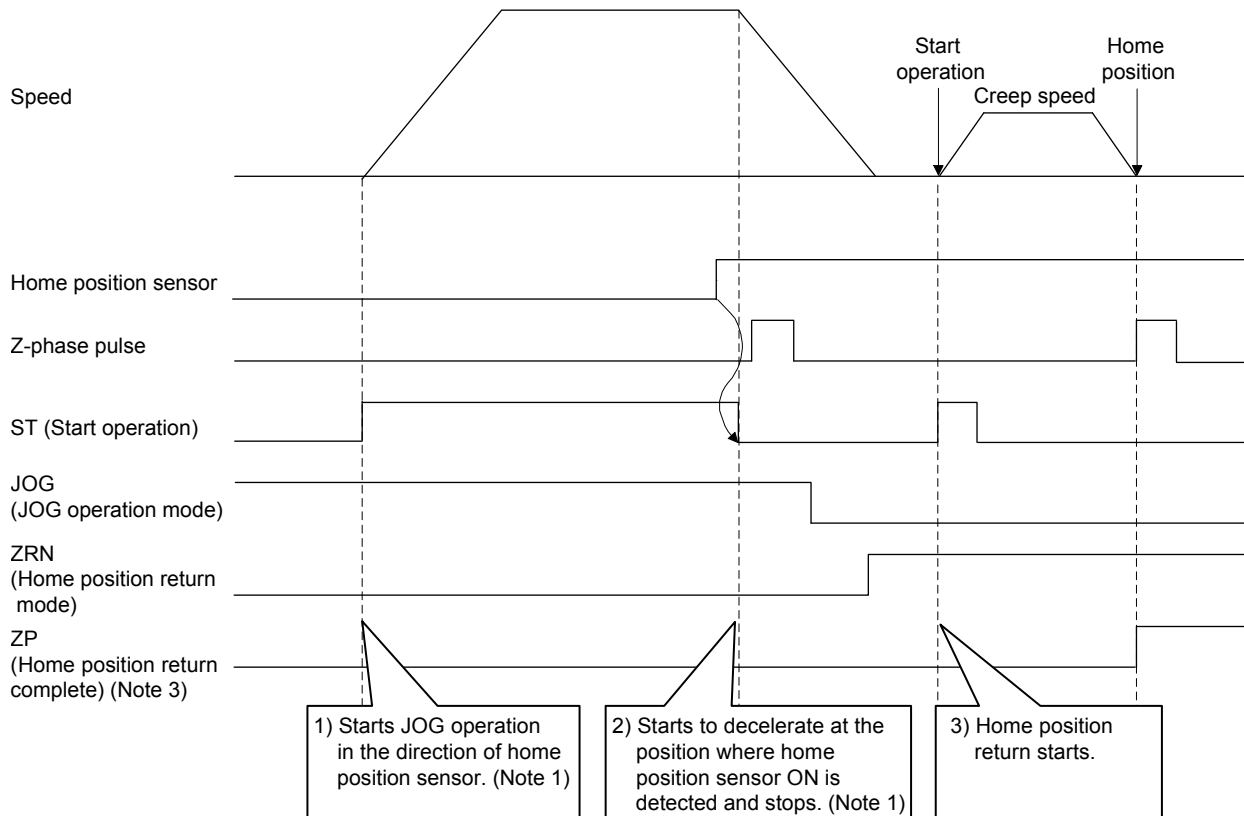 Start
operation
Home
position
Speed
Creep speed
Home position sensor
Z-phase pulse
ST (Start operation)
JOG
(JOG operation mode)
ZRN
(Home position return
mode)
ZP
(Home position return
complete) (Note 3)
1) Starts JOG operation
in the direction of home
position sensor. (Note 1)
2) Starts to decelerate at the
position where home
position sensor ON is
detected and stops. (Note 1)
3) Home position
return starts.